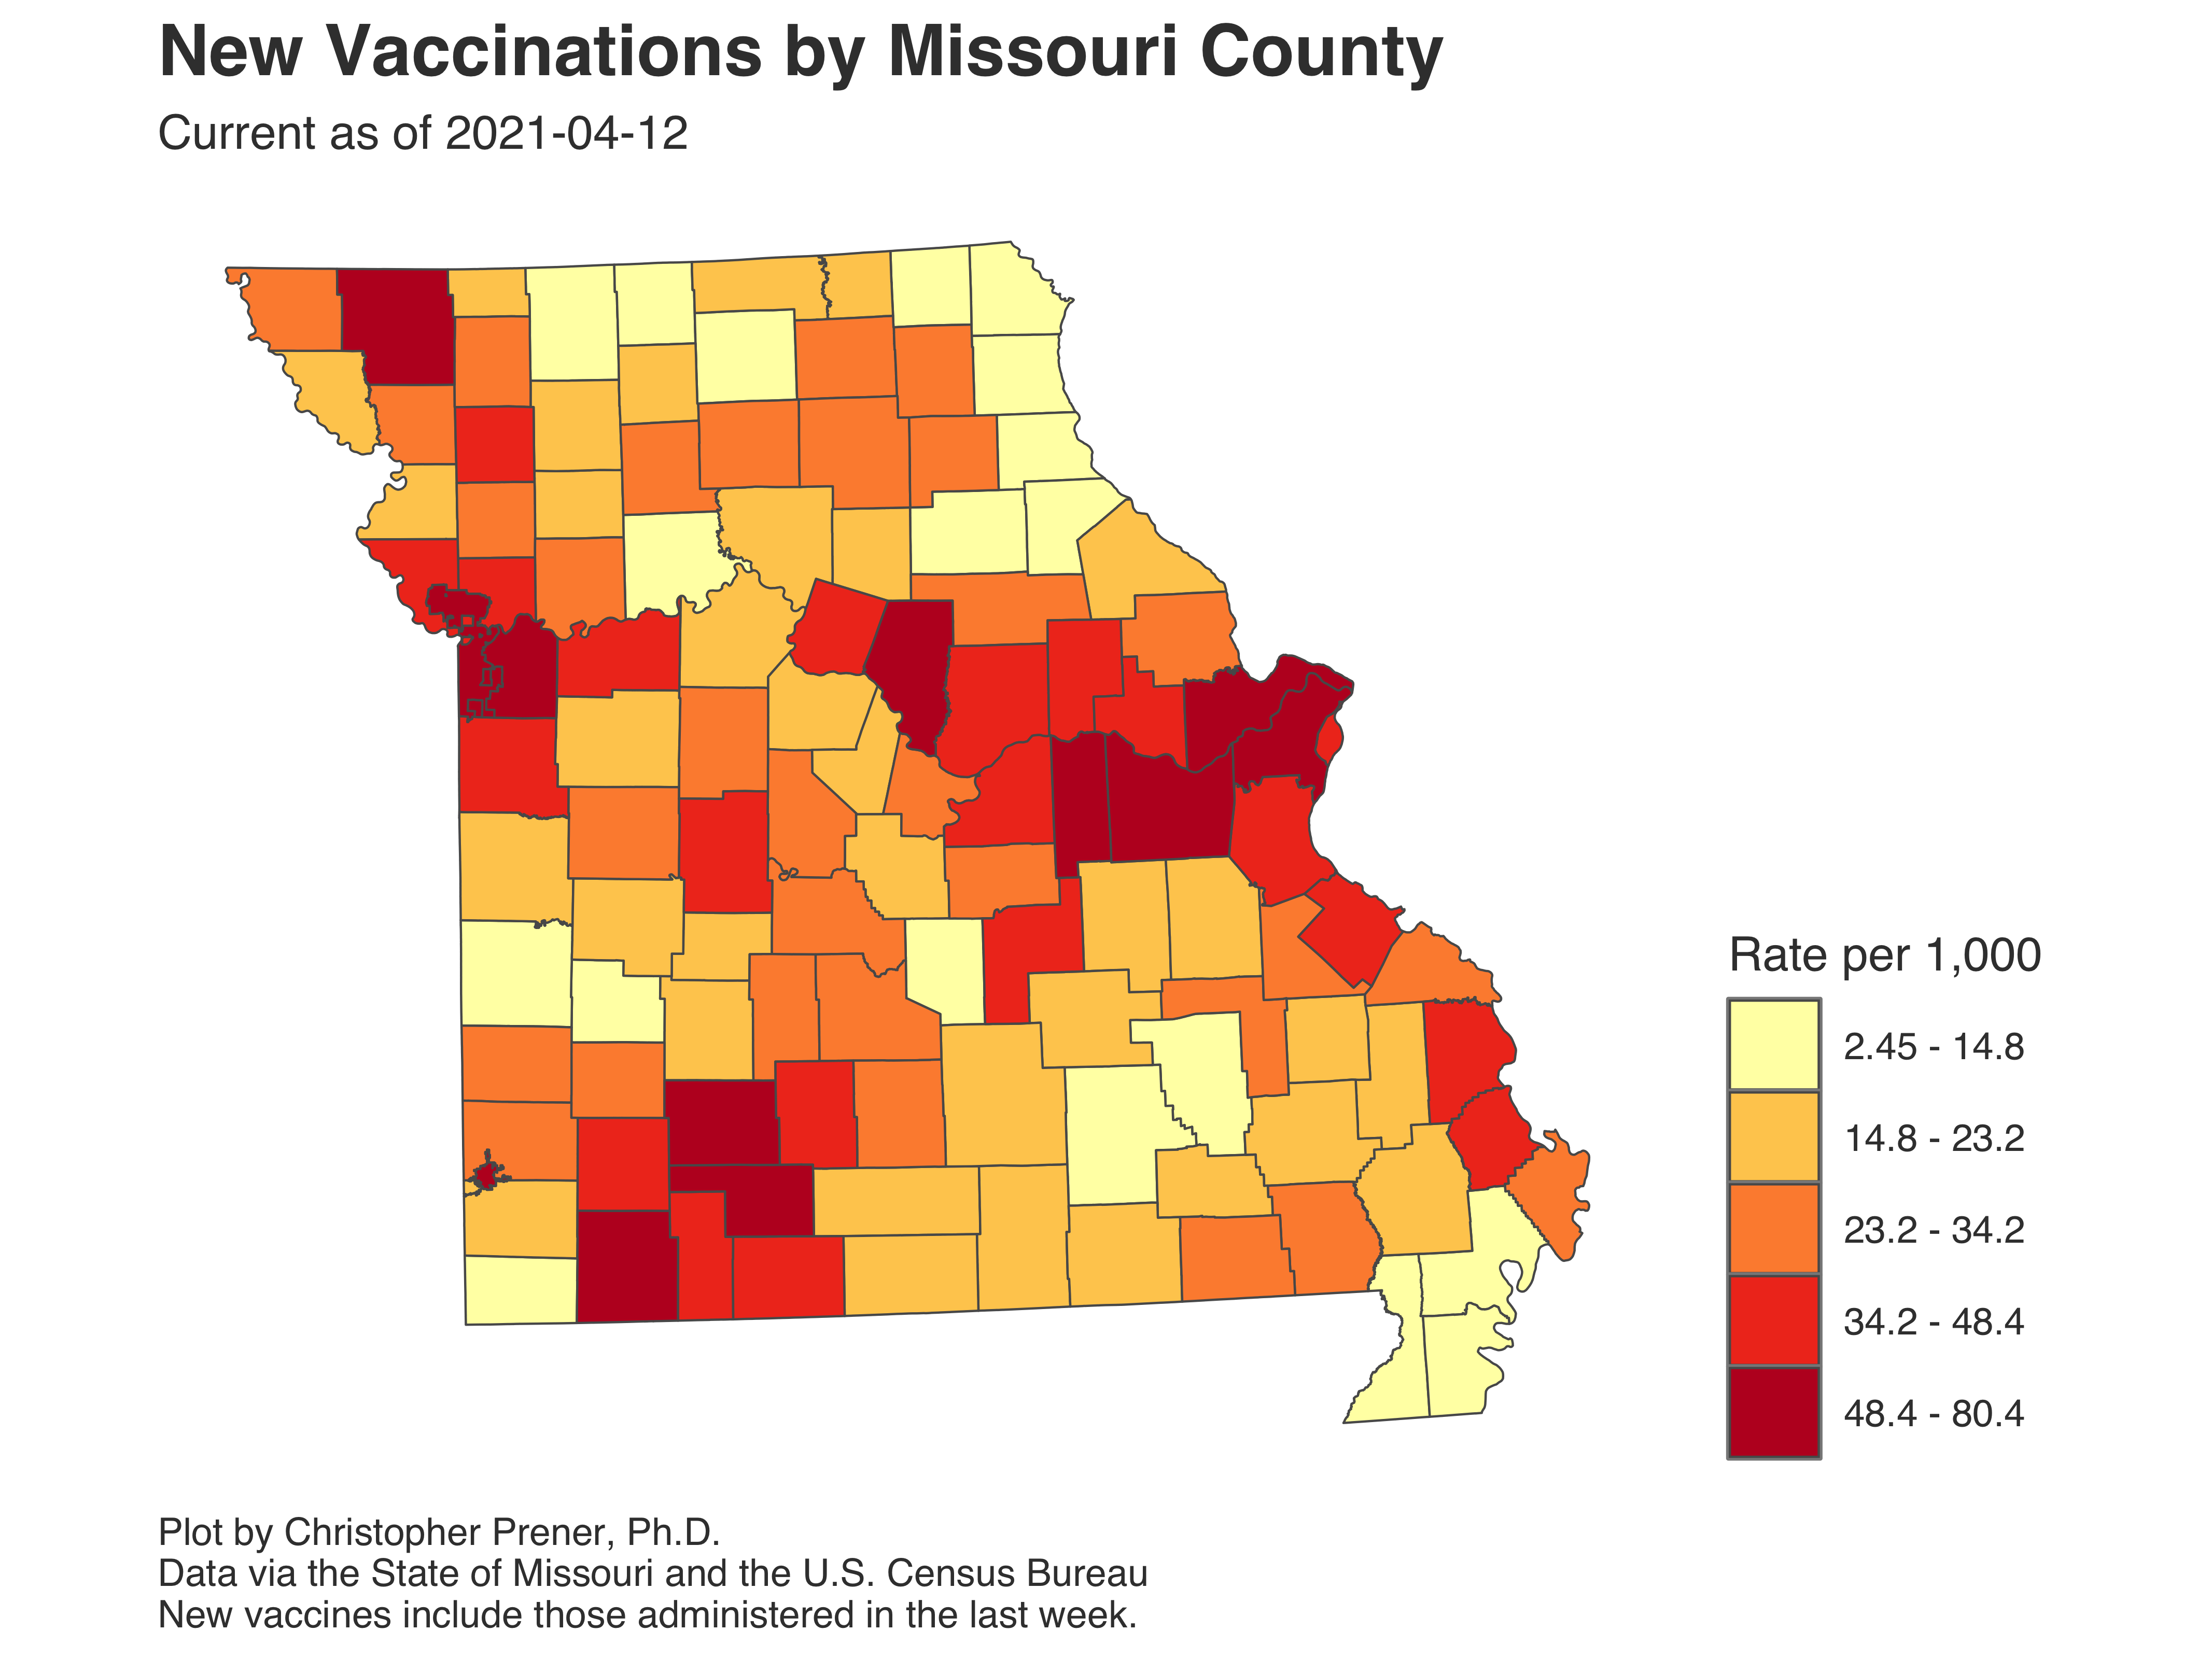 New Vaccinations by Missouri County
Current as of 2021-04-12
Rate per 1,000
2.45 - 14.8
14.8 - 23.2
23.2 - 34.2
34.2 - 48.4
48.4 - 80.4
Plot by Christopher Prener, Ph.D.
Data via the State of Missouri and the U.S. Census Bureau
New vaccines include those administered in the last week.